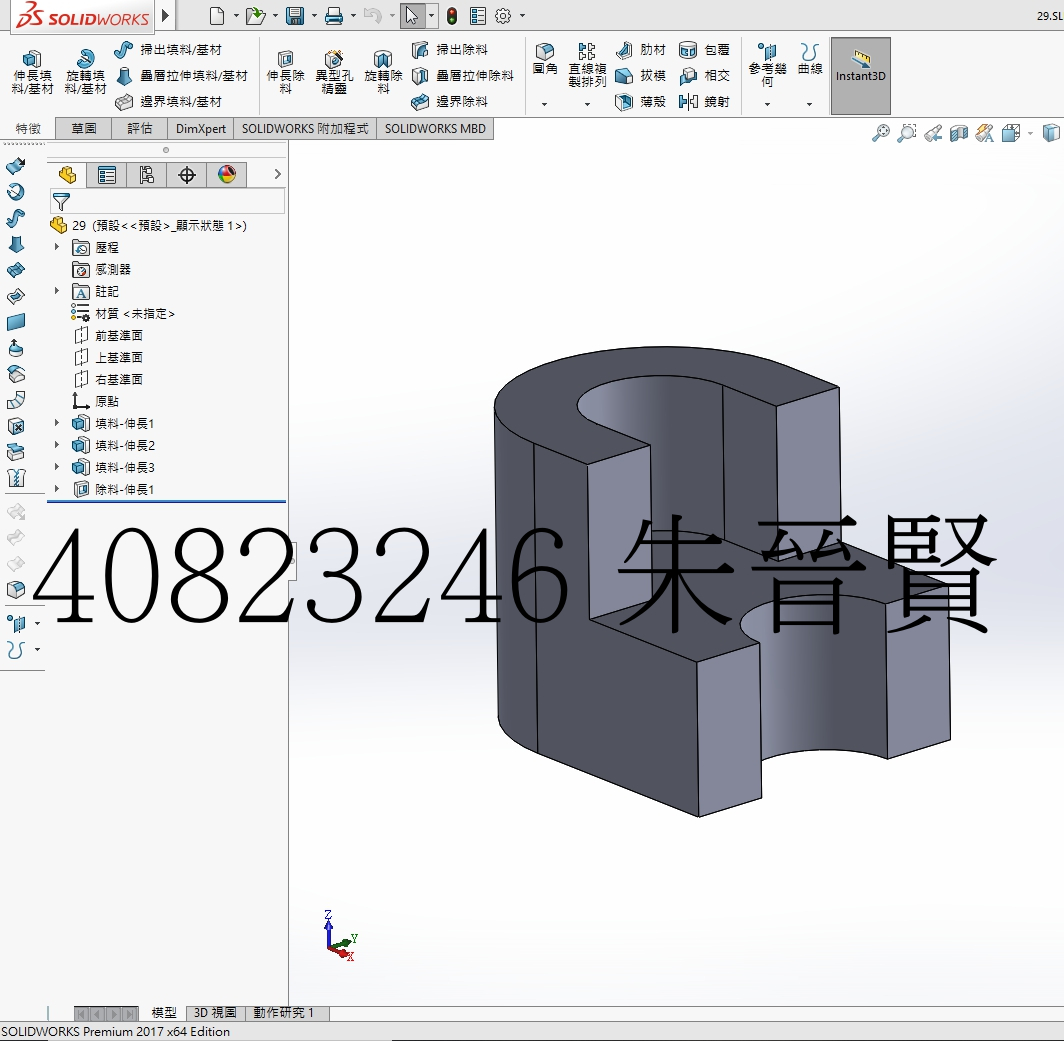 SOLIDWORKS
29.SL
伸長填料/基材
旋轉填料/基材
掃出填料/基材
疊層拉伸填料/基材
邊界填料/基材
伸長除料
異型孔精靈
旋轉除料
掃出除料
疊層拉伸除料
邊界除料
圓角
直線複製排列
肋材
拔模
薄殼
包覆
相交
鏡射
參考幾何
曲線
Instant3D
特徵 草圖 評估 DimXpert SOLIDWORKS 附加程式 SOLIDWORKS MBD
29 (預設<<預設>_顯示狀態 1>)
歷程
感測器
註記
材質 <未指定>
前基準面
上基準面
右基準面
原點
填料-伸長1
填料-伸長2
填料-伸長3
除料-伸長1
40823246 朱晉賢
Z
Y
X
模型 3D 視圖 動作研究 1
SOLIDWORKS Premium 2017 x64 Edition